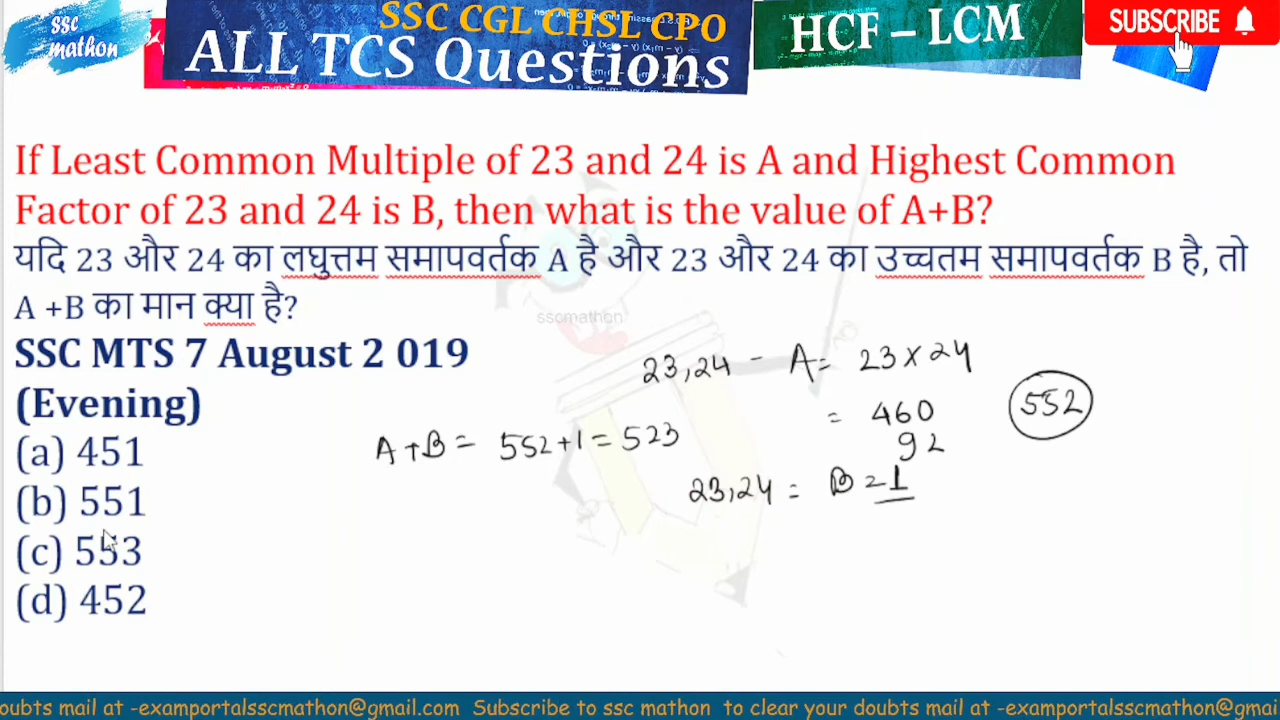 SSC CGL CHSL CPO
ssc
mathon
ALL TCS Questions
HCF – LCM
SUBSCRIBE
If Least Common Multiple of 23 and 24 is A and Highest Common
Factor of 23 and 24 is B, then what is the value of A+B?
यदि 23 और 24 का लघुत्तम समापवर्तक A है और 23 और 24 का उच्चतम समापवर्तक B है, तो
A +B का मान क्या है?
sscmathon
SSC MTS 7 August 2 019
(Evening)
23,24 – A= 23×24
= 460
92
552
A+B = 552+1=523
23,24 = B=1
(a) 451
(b) 551
(c) 553
(d) 452
doubts mail at -examportalsscmathon@gmail.com Subscribe to ssc mathon to clear your doubts mail at -examportalsscmathon@gmai